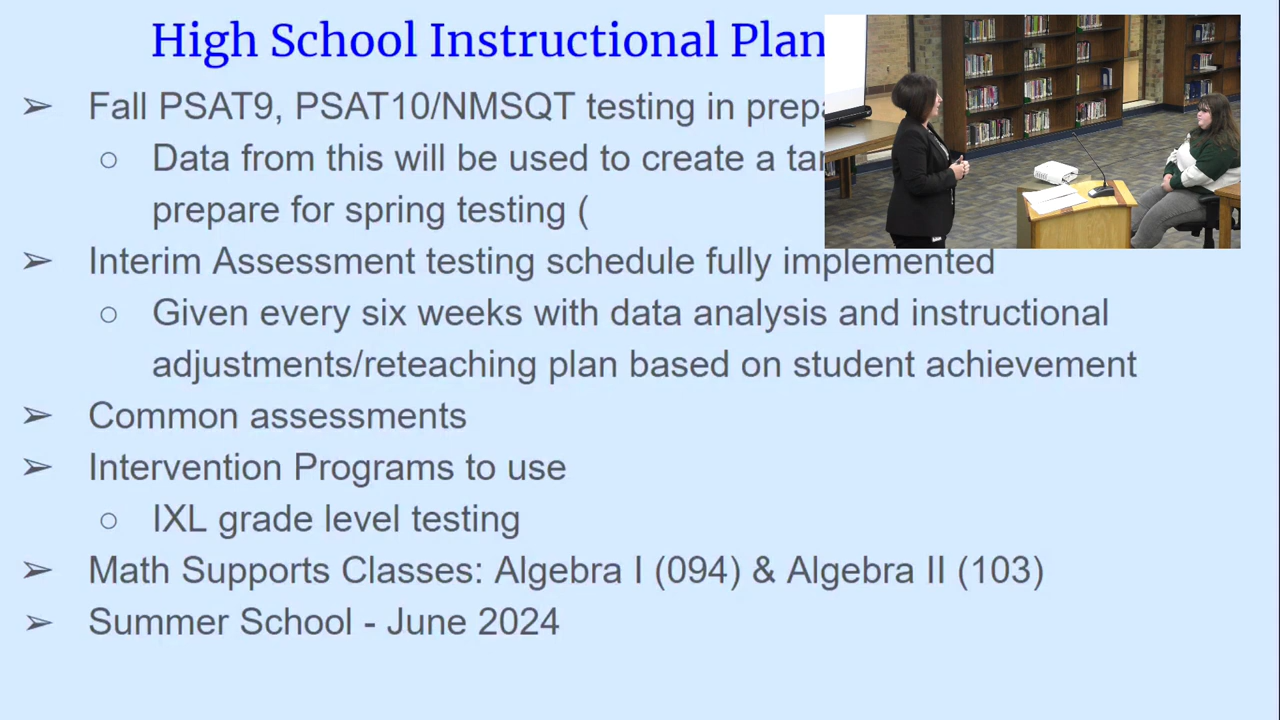 High School Instructional Plan
➢ Fall PSAT9, PSAT10/NMSQT testing in
○ Data from this will be used to create a
prepare for spring testing (
➢ Interim Assessment testing schedule fully implemented
○ Given every six weeks with data analysis and instructional
adjustments/reteaching plan based on student achievement
➢ Common assessments
➢ Intervention Programs to use
○ IXL grade level testing
➢ Math Supports Classes: Algebra I (094) & Algebra II (103)
➢ Summer School - June 2024